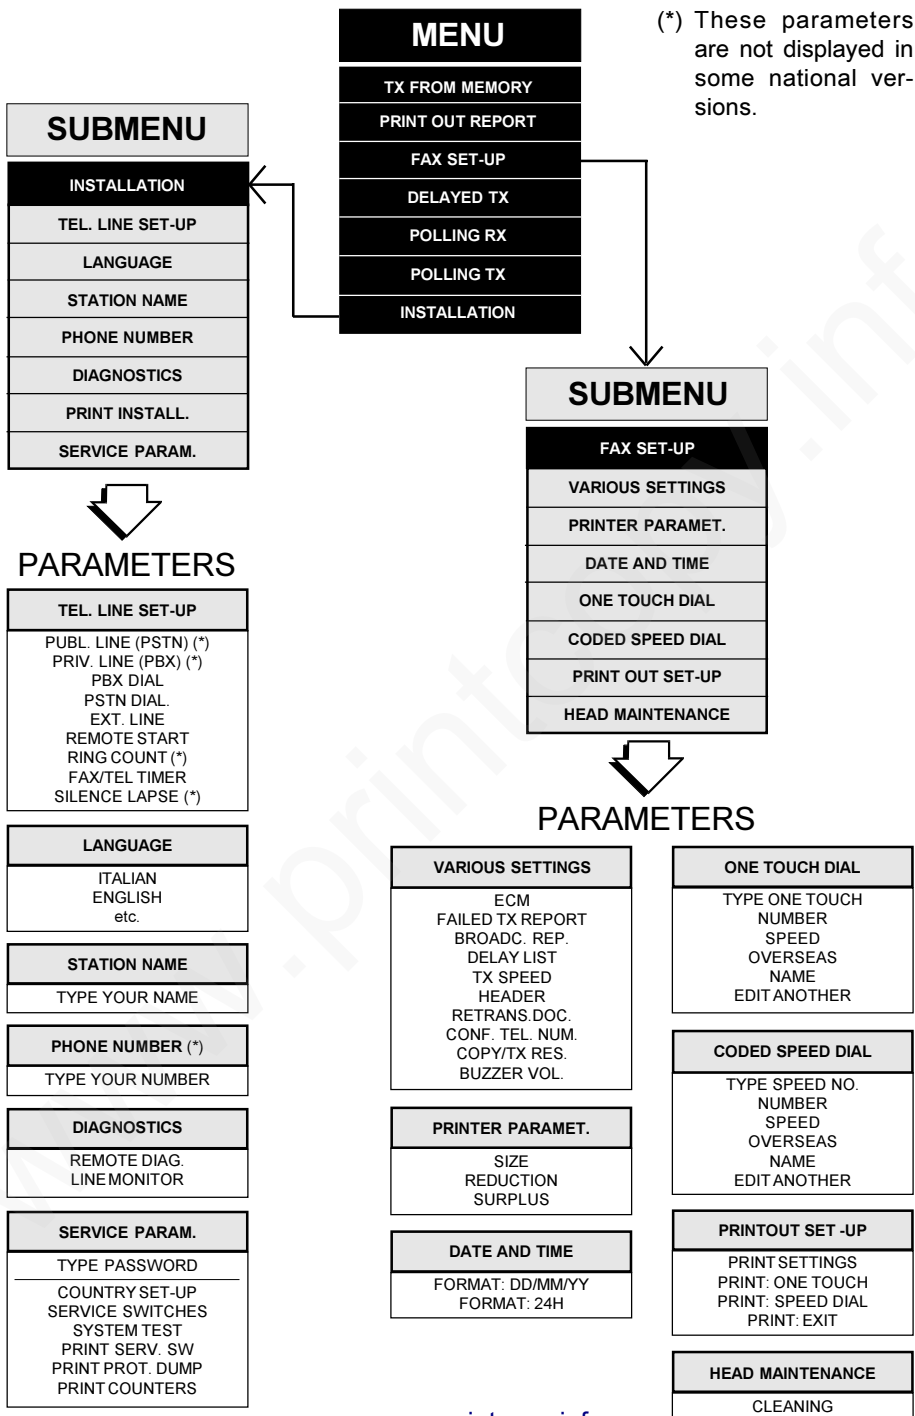 MENU
TX FROM MEMORY
PRINT OUT REPORT
FAX SET-UP
DELAYED TX
POLLING RX
POLLING TX
INSTALLATION
(*) These parameters
are not displayed in
some national ver-
sions.
SUBMENU
INSTALLATION
TEL. LINE SET-UP
LANGUAGE
STATION NAME
PHONE NUMBER
DIAGNOSTICS
PRINT INSTALL.
SERVICE PARAM.
PARAMETERS
TEL. LINE SET-UP
PUBL. LINE (PSTN) (*)
PRIV. LINE (PBX) (*)
PBX DIAL
PSTN DIAL.
EXT. LINE
REMOTE START
RING COUNT (*)
FAX/TEL TIMER
SILENCE LAPSE (*)
LANGUAGE
ITALIAN
ENGLISH
etc.
STATION NAME
TYPE YOUR NAME
PHONE NUMBER (*)
TYPE YOUR NUMBER
DIAGNOSTICS
REMOTE DIAG.
LINE MONITOR
SERVICE PARAM.
TYPE PASSWORD
COUNTRY SET-UP
SERVICE SWITCHES
SYSTEM TEST
PRINT SERV. SW
PRINT PROT. DUMP
PRINT COUNTERS
SUBMENU
FAX SET-UP
VARIOUS SETTINGS
PRINTER PARAMET.
DATE AND TIME
ONE TOUCH DIAL
CODED SPEED DIAL
PRINT OUT SET-UP
HEAD MAINTENANCE
PARAMETERS
VARIOUS SETTINGS
ECM
FAILED TX REPORT
BROADC. REP.
DELAY LIST
TX SPEED
HEADER
RETRANS.DOC.
CONF. TEL. NUM.
COPY/TX RES.
BUZZER VOL.
PRINTER PARAMET.
SIZE
REDUCTION
SURPLUS
DATE AND TIME
FORMAT: DD/MM/YY
FORMAT: 24H
ONE TOUCH DIAL
TYPE ONE TOUCH
NUMBER
SPEED
OVERSEAS
NAME
EDIT ANOTHER
CODED SPEED DIAL
TYPE SPEED NO.
NUMBER
SPEED
OVERSEAS
NAME
EDIT ANOTHER
PRINTOUT SET -UP
PRINT SETTINGS
PRINT: ONE TOUCH
PRINT: SPEED DIAL
PRINT: EXIT
HEAD MAINTENANCE
CLEANING
www.printcopy.inf